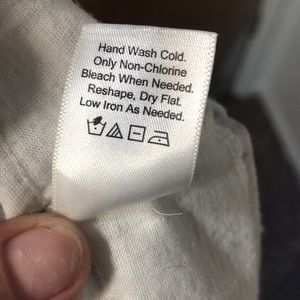 Hand Wash Cold.
Only Non-Chlorine
Bleach When Needed.
Reshape, Dry Flat.
Low Iron As Needed.